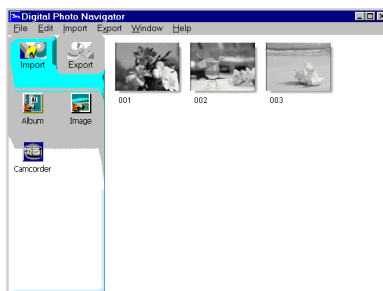 Digital Photo Navigator
File Edit Import Export Window Help
Import Export
001 002 003
Album Image
Camcorder